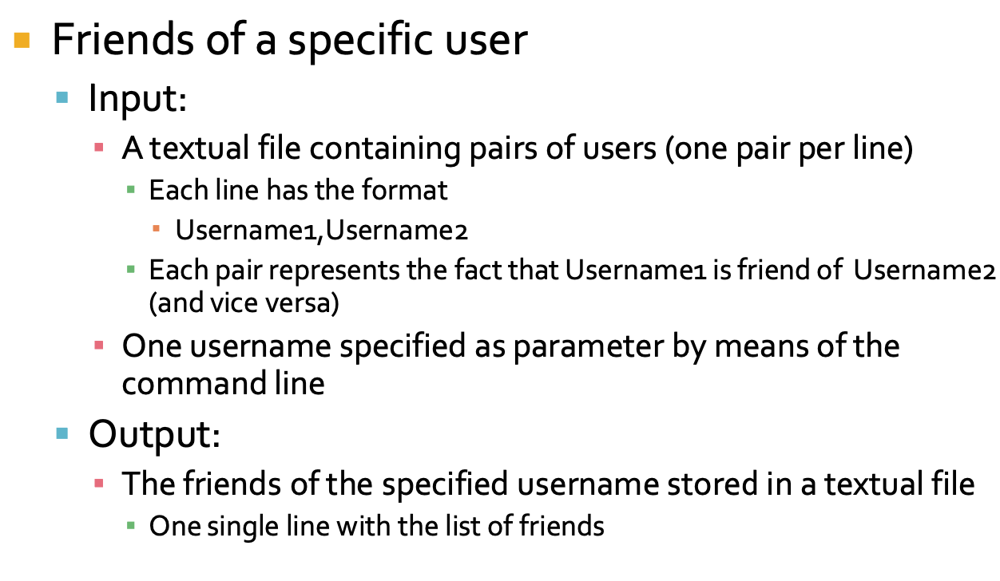 Friends of a specific user
Input:
A textual file containing pairs of users (one pair per line)
Each line has the format
Username1,Username2
Each pair represents the fact that Username1 is friend of Username2
(and vice versa)
One username specified as parameter by means of the
command line
Output:
The friends of the specified username stored in a textual file
One single line with the list of friends